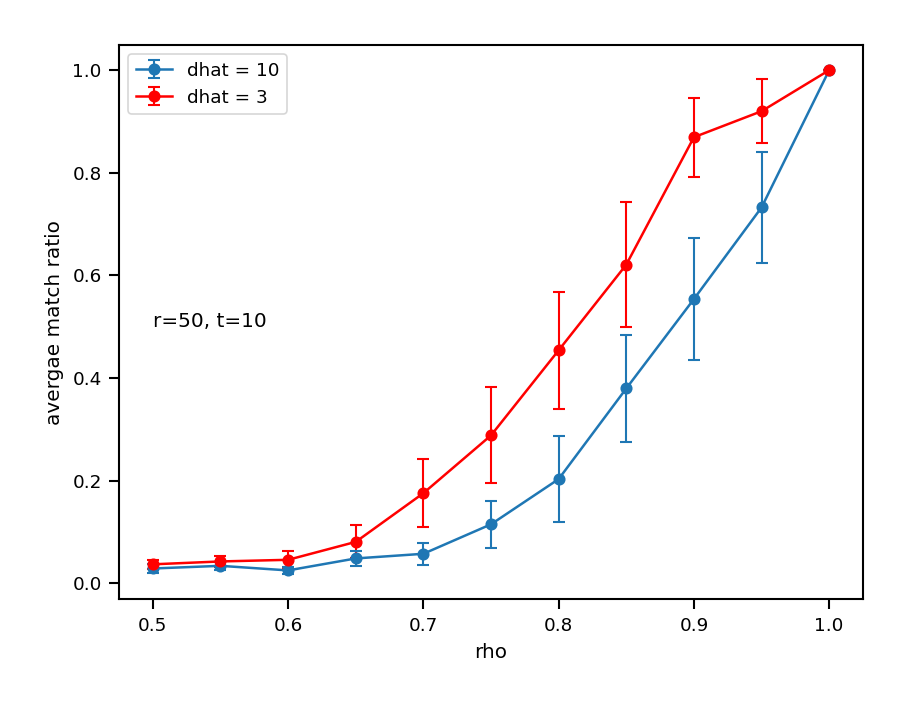 dhat = 10
dhat = 3
r=50, t=10
avergae match ratio
1.0
0.8
0.6
0.4
0.2
0.0
0.5 0.6 0.7 0.8 0.9 1.0
rho